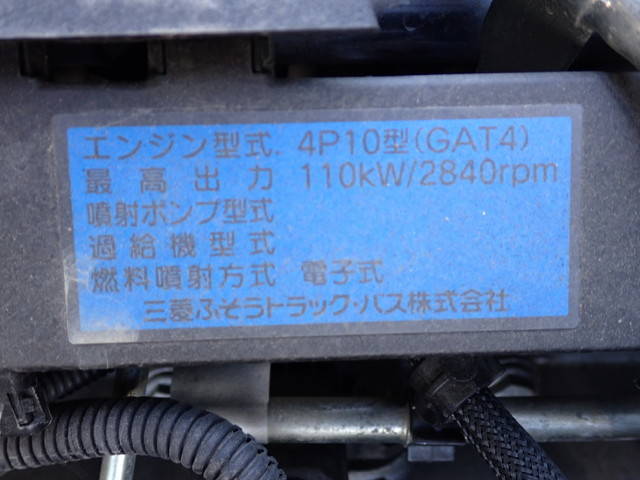 エンジン型式 4P10型(GAT4)
最高出力 110kW/2840rpm
噴射ポンプ型式
過給機型式
燃料噴射方式 電子式
三菱ふそうトラック・バス株式会社